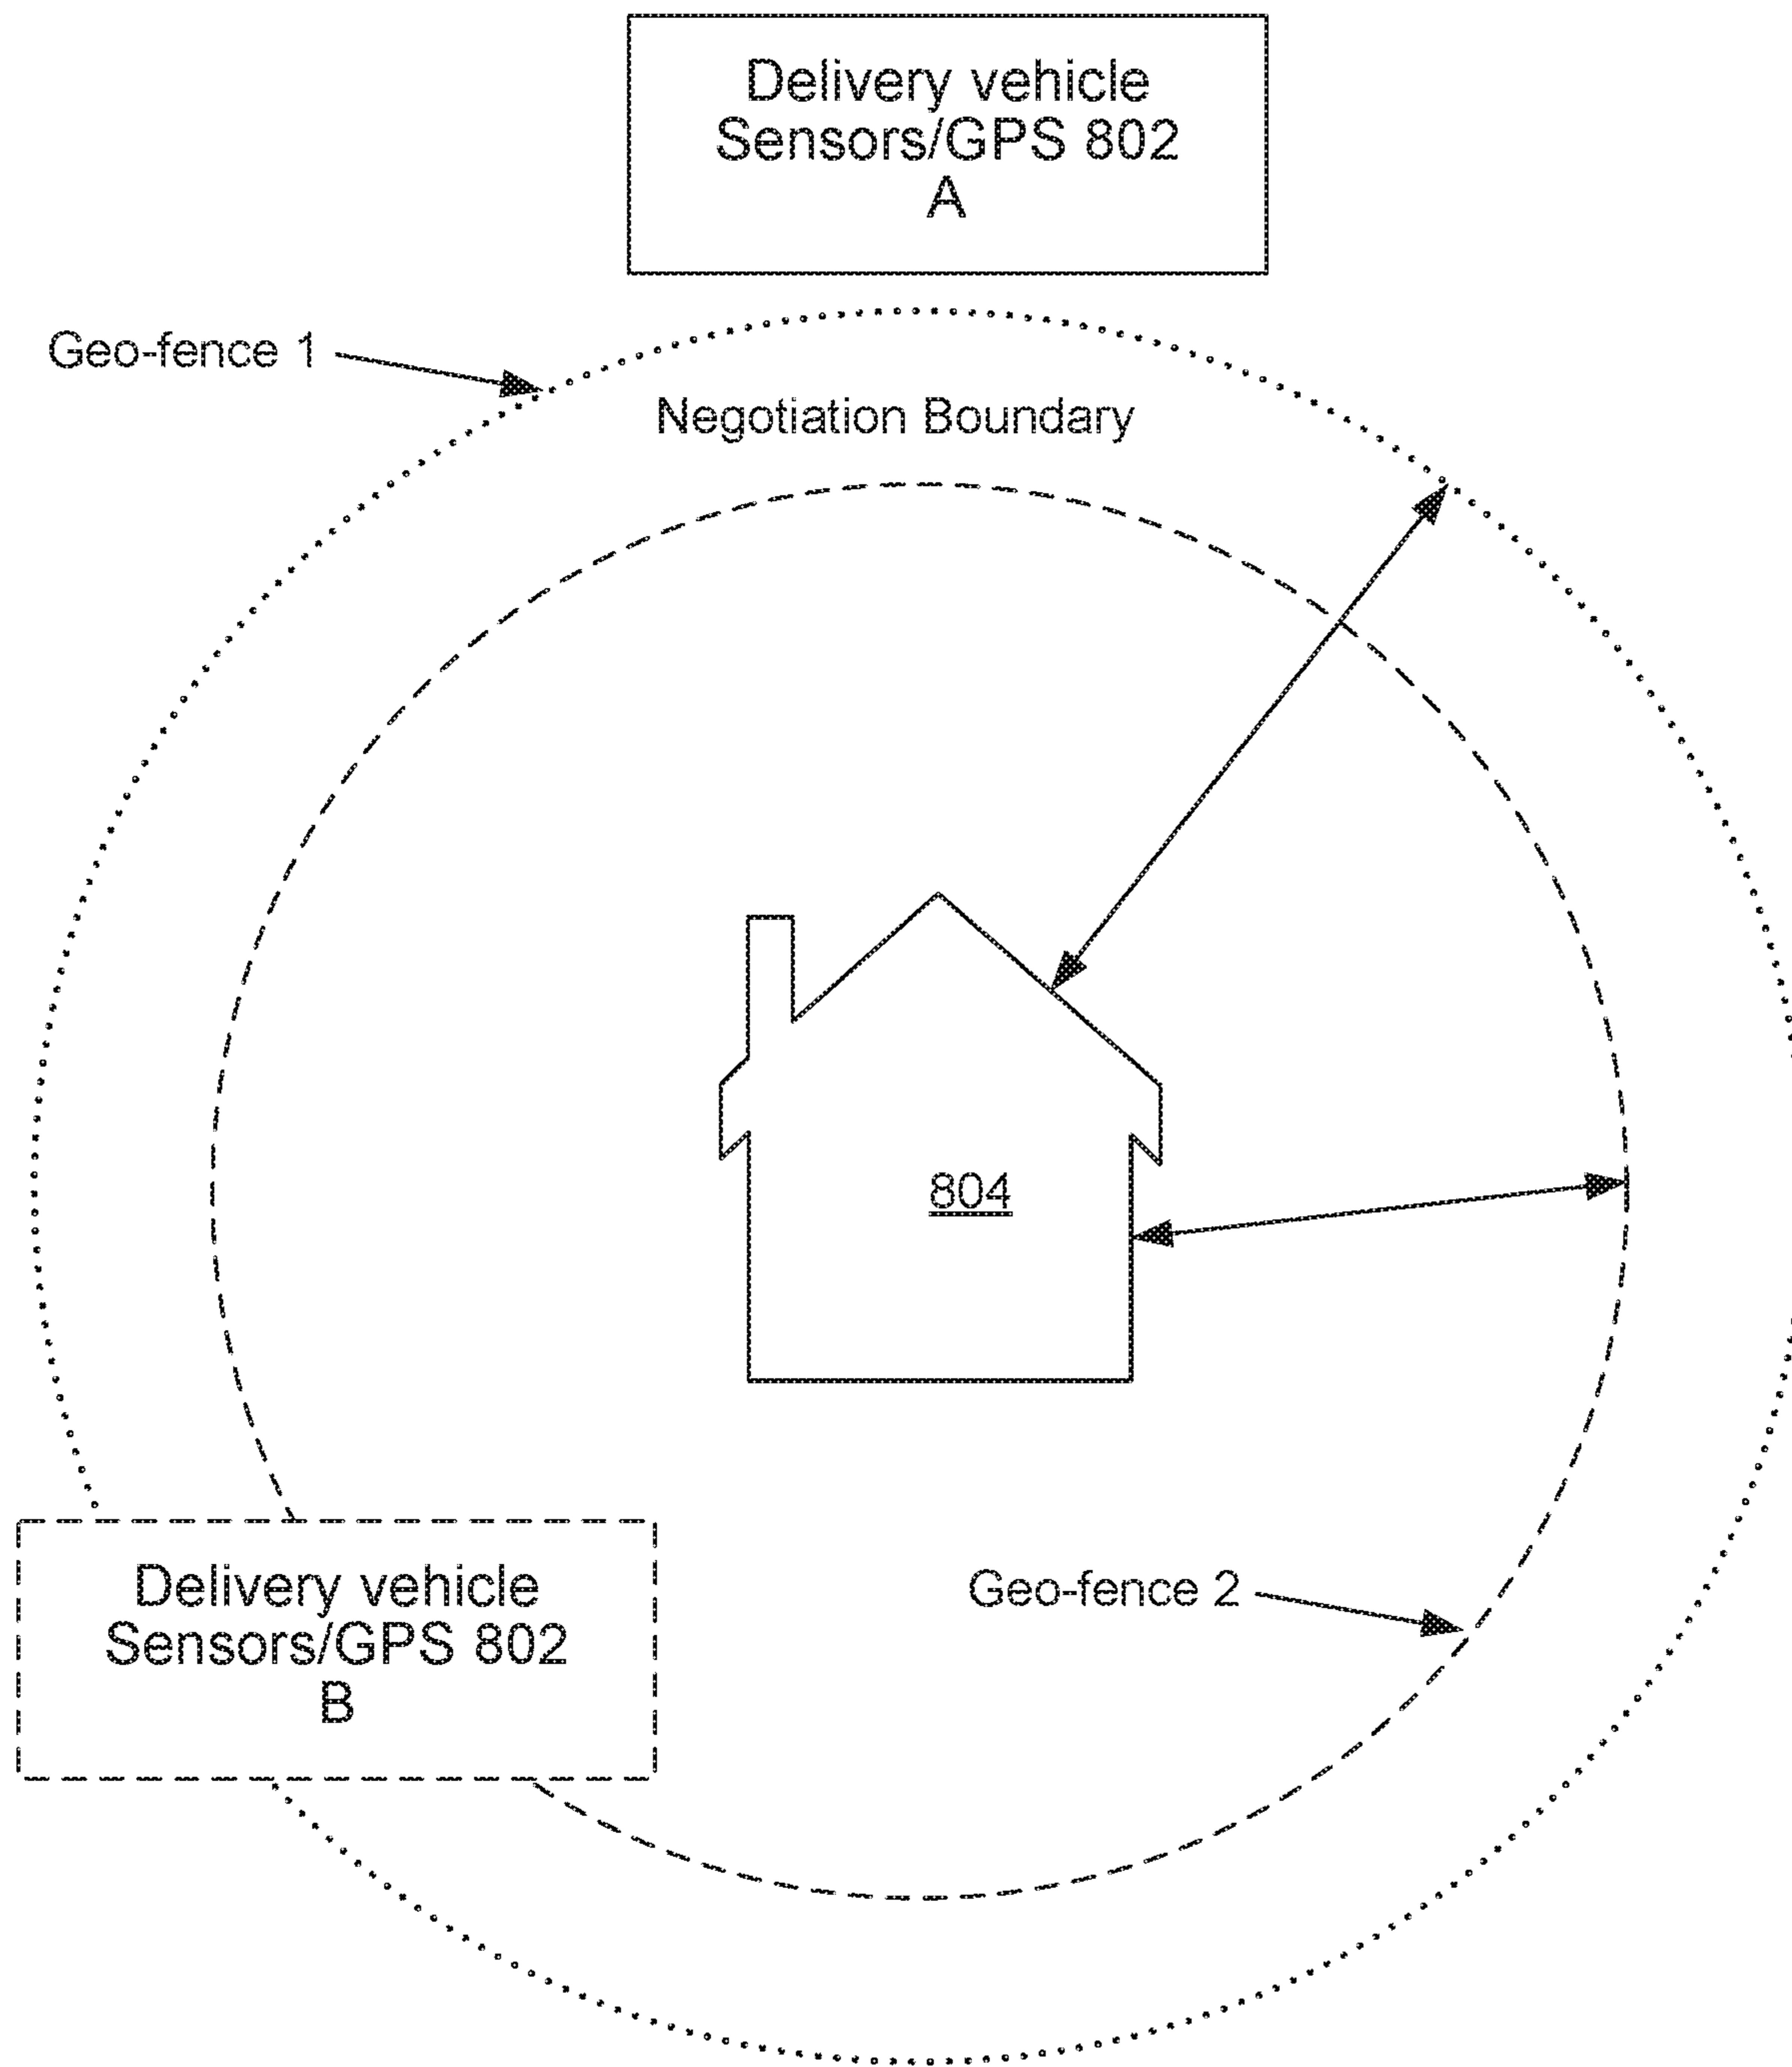 Delivery vehicle
Sensors/GPS 802
A
Geo-fence 1
Negotiation Boundary
804
Delivery vehicle
Sensors/GPS 802
B
Geo-fence 2